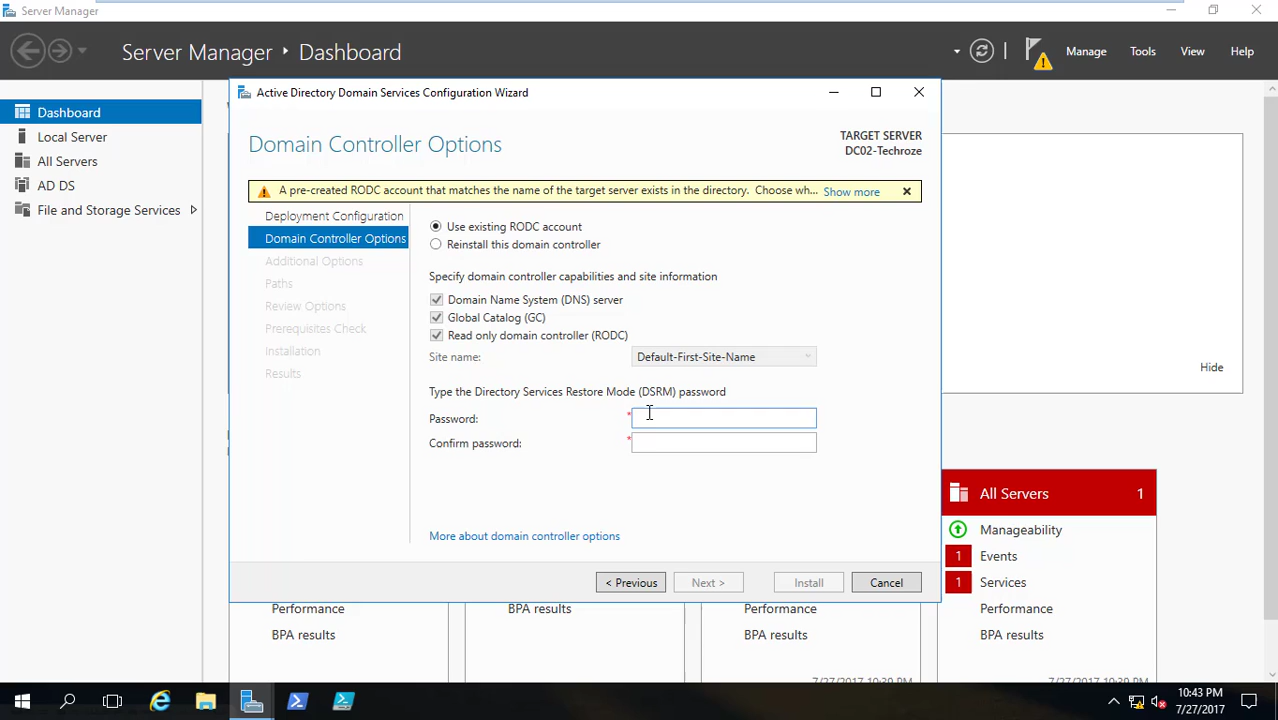 Server Manager
Server Manager ‣ Dashboard
Manage Tools View Help
Dashboard
Local Server
All Servers
AD DS
File and Storage Services
Active Directory Domain Services Configuration Wizard
Domain Controller Options
TARGET SERVER
DC02-Techroze
A pre-created RODC account that matches the name of the target server exists in the directory. Choose wh... Show more
Deployment Configuration
Domain Controller Options
Additional Options
Paths
Review Options
Prerequisites Check
Installation
Results
Use existing RODC account
Reinstall this domain controller
Specify domain controller capabilities and site information
Domain Name System (DNS) server
Global Catalog (GC)
Read only domain controller (RODC)
Site name: Default-First-Site-Name
Type the Directory Services Restore Mode (DSRM) password
Password: *
Confirm password: *
More about domain controller options
< Previous Next > Install Cancel
Hide
All Servers 1
Manageability
1 Events
1 Services
Performance
BPA results
Performance
BPA results
BPA results
Performance
BPA results
10:43 PM
7/27/2017